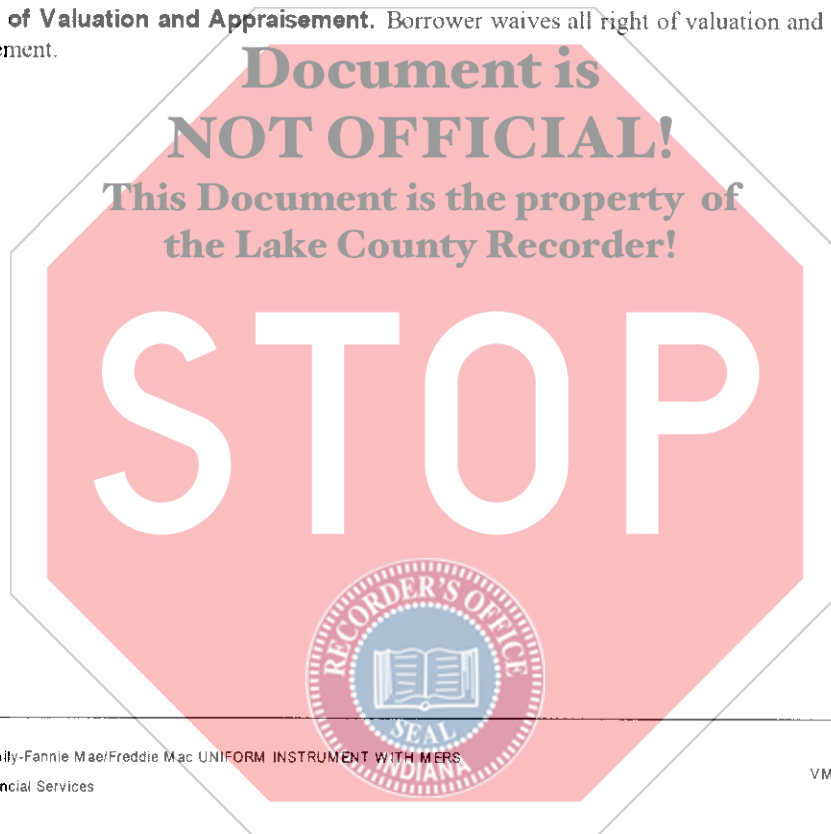 of Valuation and Appraisement. Borrower waives all right of valuation and
ement.
Document is
NOT OFFICIAL!
This Document is the property of
the Lake County Recorder!
STOP
RECORDER'S OFFICE
SEAL
INDIANA
ily-Fannie Mae/Freddie Mac UNIFORM INSTRUMENT WITH MERS
ncial Services
VM